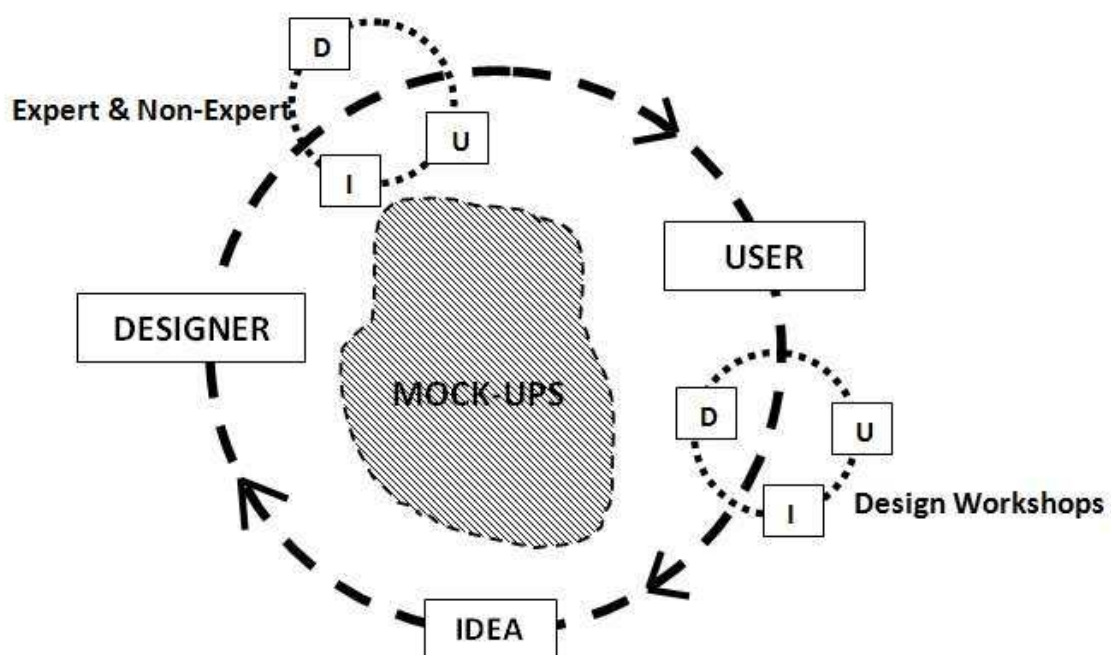 D
Expert & Non-Expert
U
I
USER
DESIGNER
MOCK-UPS
D
U
I
Design Workshops
IDEA